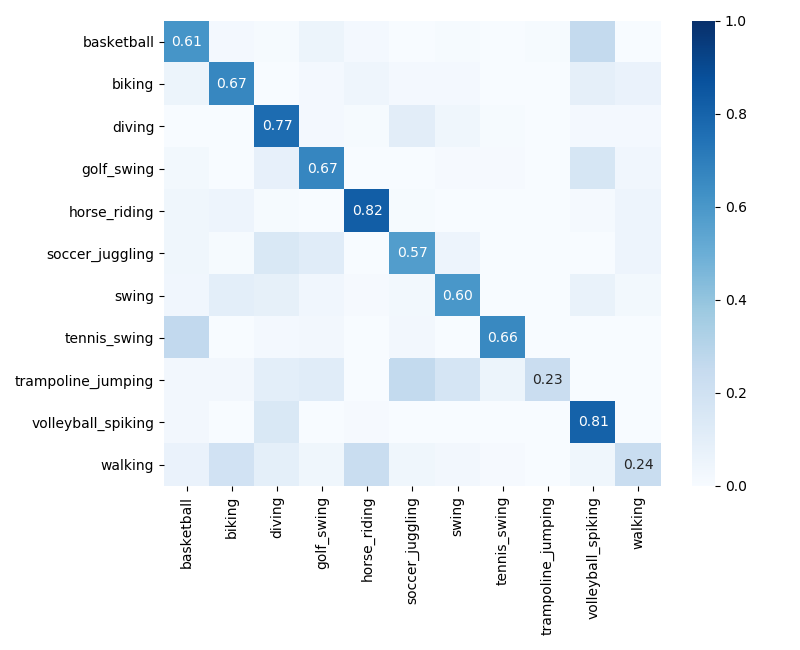 basketball 0.61
biking 0.67
diving 0.77
golf_swing 0.67
horse_riding 0.82
soccer_juggling 0.57
swing 0.60
tennis_swing 0.66
trampoline_jumping 0.23
volleyball_spiking 0.81
walking 0.24
basketball
biking
diving
golf_swing
horse_riding
soccer_juggling
swing
tennis_swing
trampoline_jumping
volleyball_spiking
walking
1.0
0.8
0.6
0.4
0.2
0.0